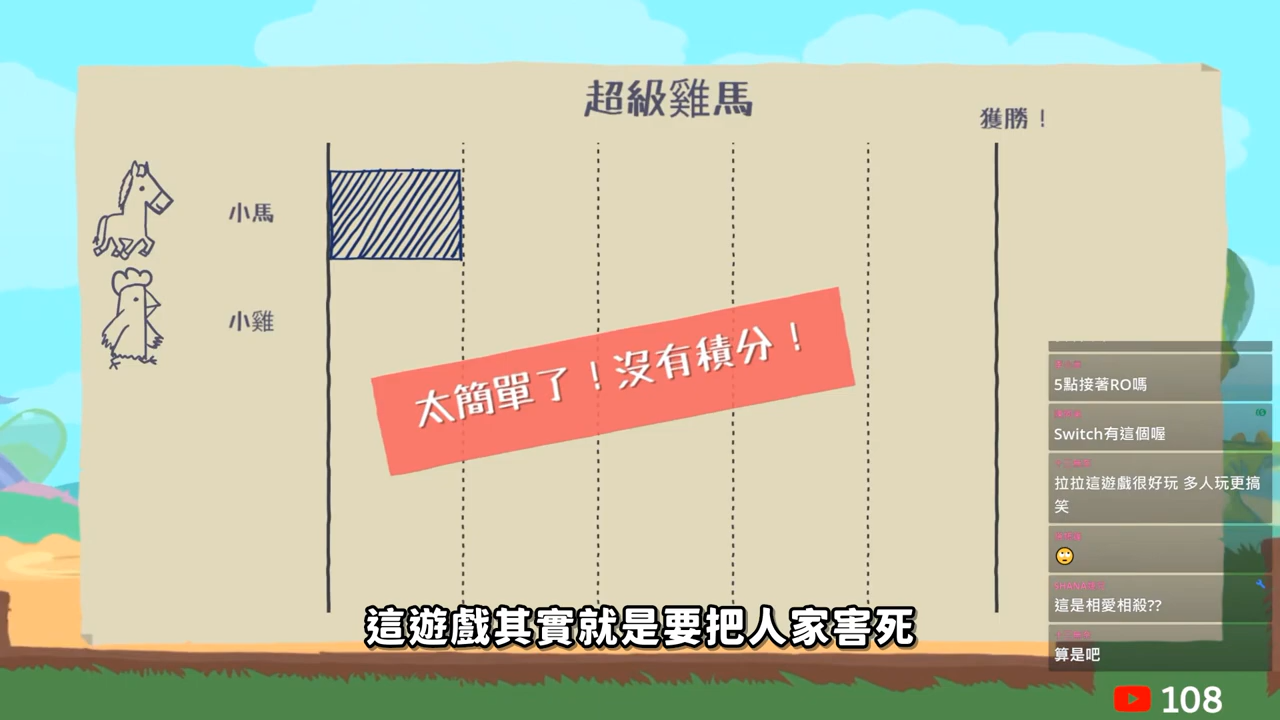 超級雞馬
獲勝！
小馬
小雞
太簡單了！沒有積分！
5點接著RO嗎
Switch有這個喔
拉拉這遊戲很好玩 多人玩更搞
笑
這是相愛相殺??
算是吧
這遊戲其實就是要把人家害死
108